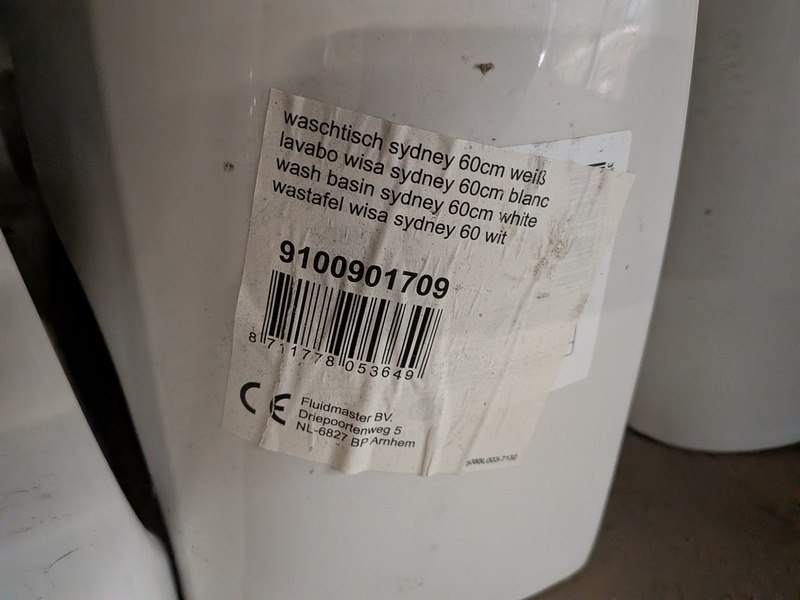 waschtisch sydney 60cm weiß
lavabo wisa sydney 60cm blanc
wash basin sydney 60cm white
wastafel wisa sydney 60 wit
9100901709
8 711778 053649
CE
Fluidmaster BV.
Driepoortenweg 5
NL-6827 BP Arnhem